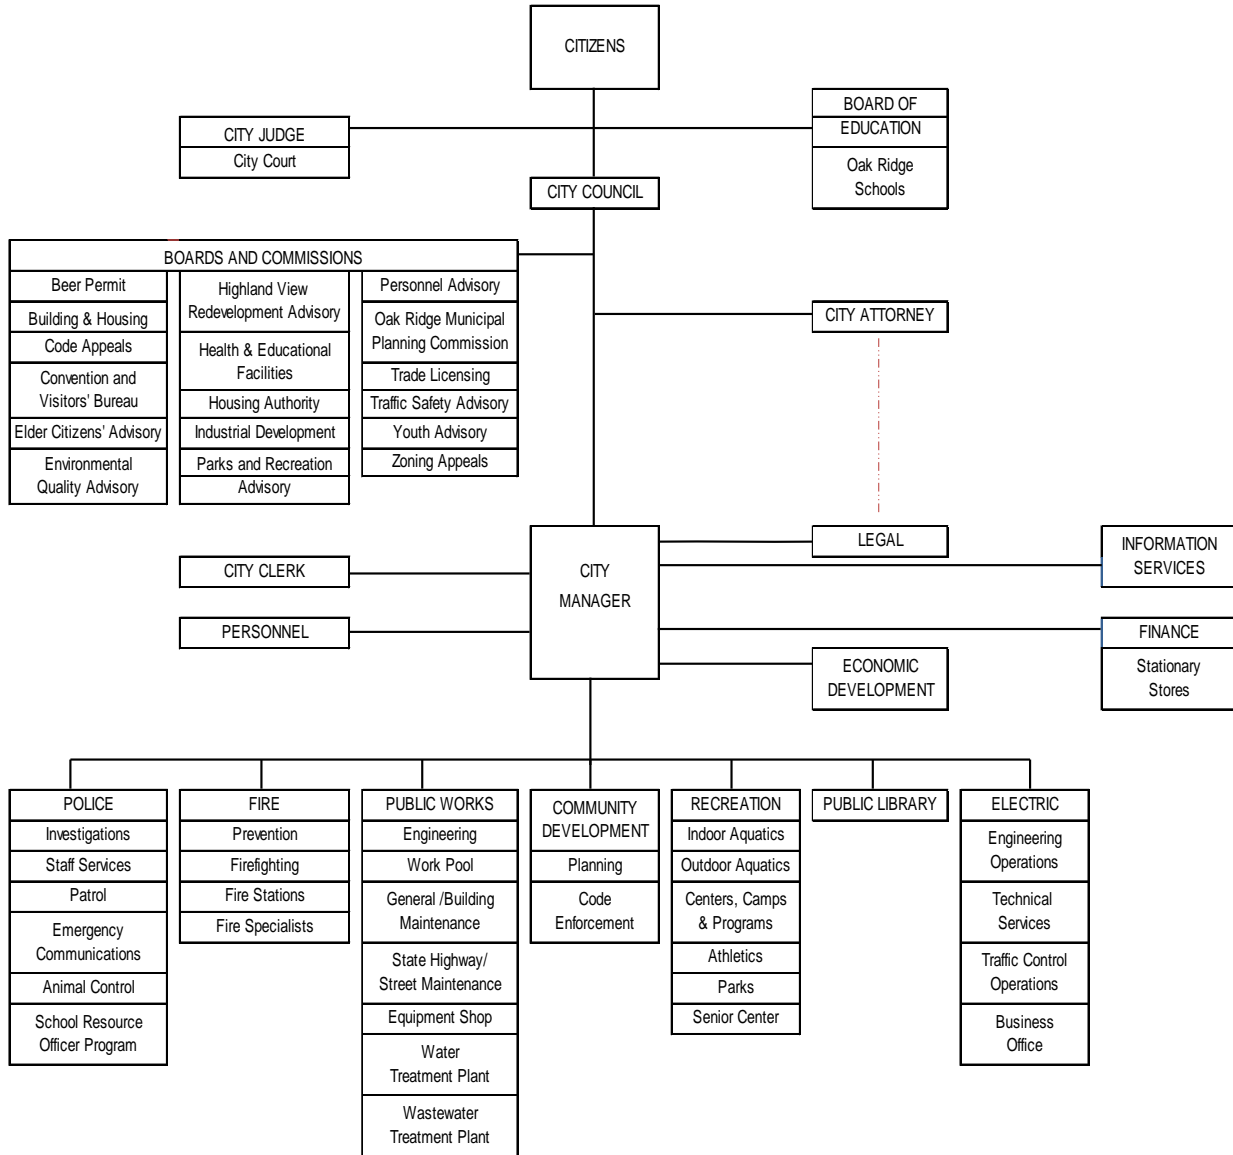 CITIZENS
CITY JUDGE
City Court
BOARD OF
EDUCATION
Oak Ridge
Schools
CITY COUNCIL
BOARDS AND COMMISSIONS
Beer Permit
Building & Housing
Code Appeals
Convention and
Visitors' Bureau
Elder Citizens' Advisory
Environmental
Quality Advisory
Highland View
Redevelopment Advisory
Health & Educational
Facilities
Housing Authority
Industrial Development
Parks and Recreation
Advisory
Personnel Advisory
Oak Ridge Municipal
Planning Commission
Trade Licensing
Traffic Safety Advisory
Youth Advisory
Zoning Appeals
CITY ATTORNEY
CITY CLERK
PERSONNEL
CITY
MANAGER
LEGAL
INFORMATION
SERVICES
FINANCE
Stationary
Stores
ECONOMIC
DEVELOPMENT
POLICE
Investigations
Staff Services
Patrol
Emergency
Communications
Animal Control
School Resource
Officer Program
FIRE
Prevention
Firefighting
Fire Stations
Fire Specialists
PUBLIC WORKS
Engineering
Work Pool
General /Building
Maintenance
State Highway/
Street Maintenance
Equipment Shop
Water
Treatment Plant
Wastewater
Treatment Plant
COMMUNITY
DEVELOPMENT
Planning
Code
Enforcement
RECREATION
Indoor Aquatics
Outdoor Aquatics
Centers, Camps
& Programs
Athletics
Parks
Senior Center
PUBLIC LIBRARY
ELECTRIC
Engineering
Operations
Technical
Services
Traffic Control
Operations
Business
Office